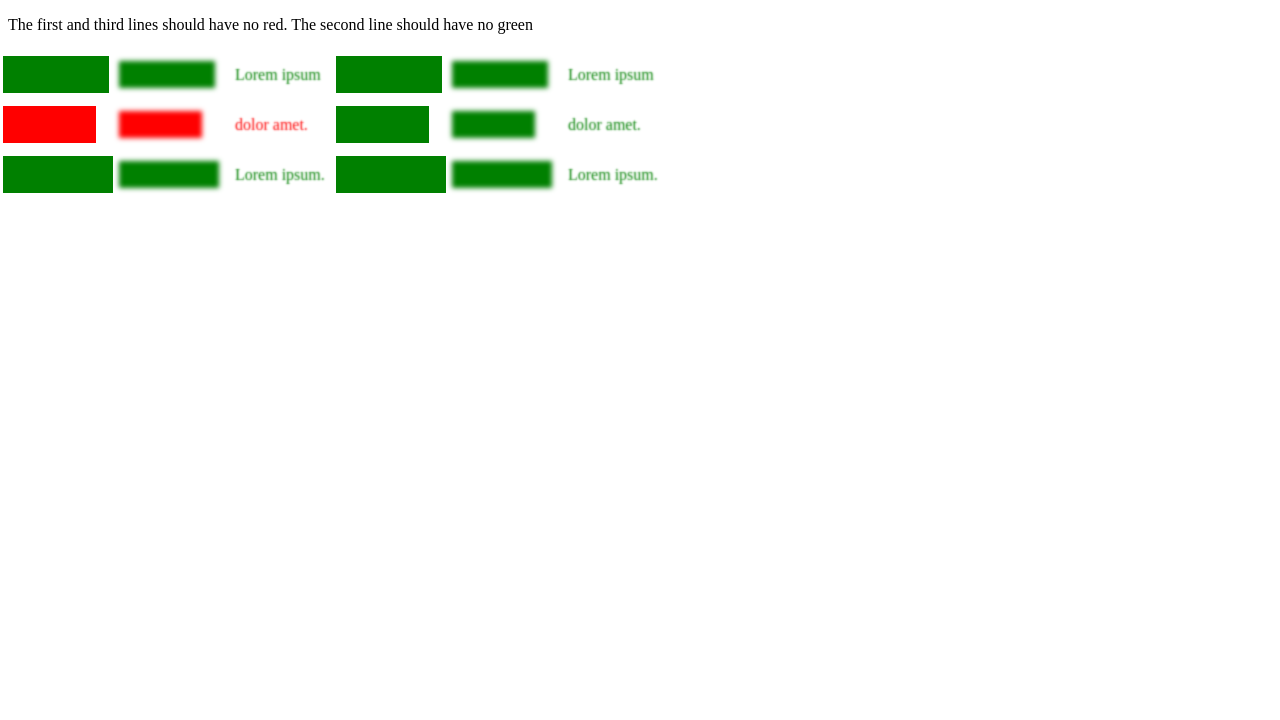 The first and third lines should have no red. The second line should have no green
Lorem ipsum Lorem ipsum
dolor amet. dolor amet.
Lorem ipsum. Lorem ipsum.